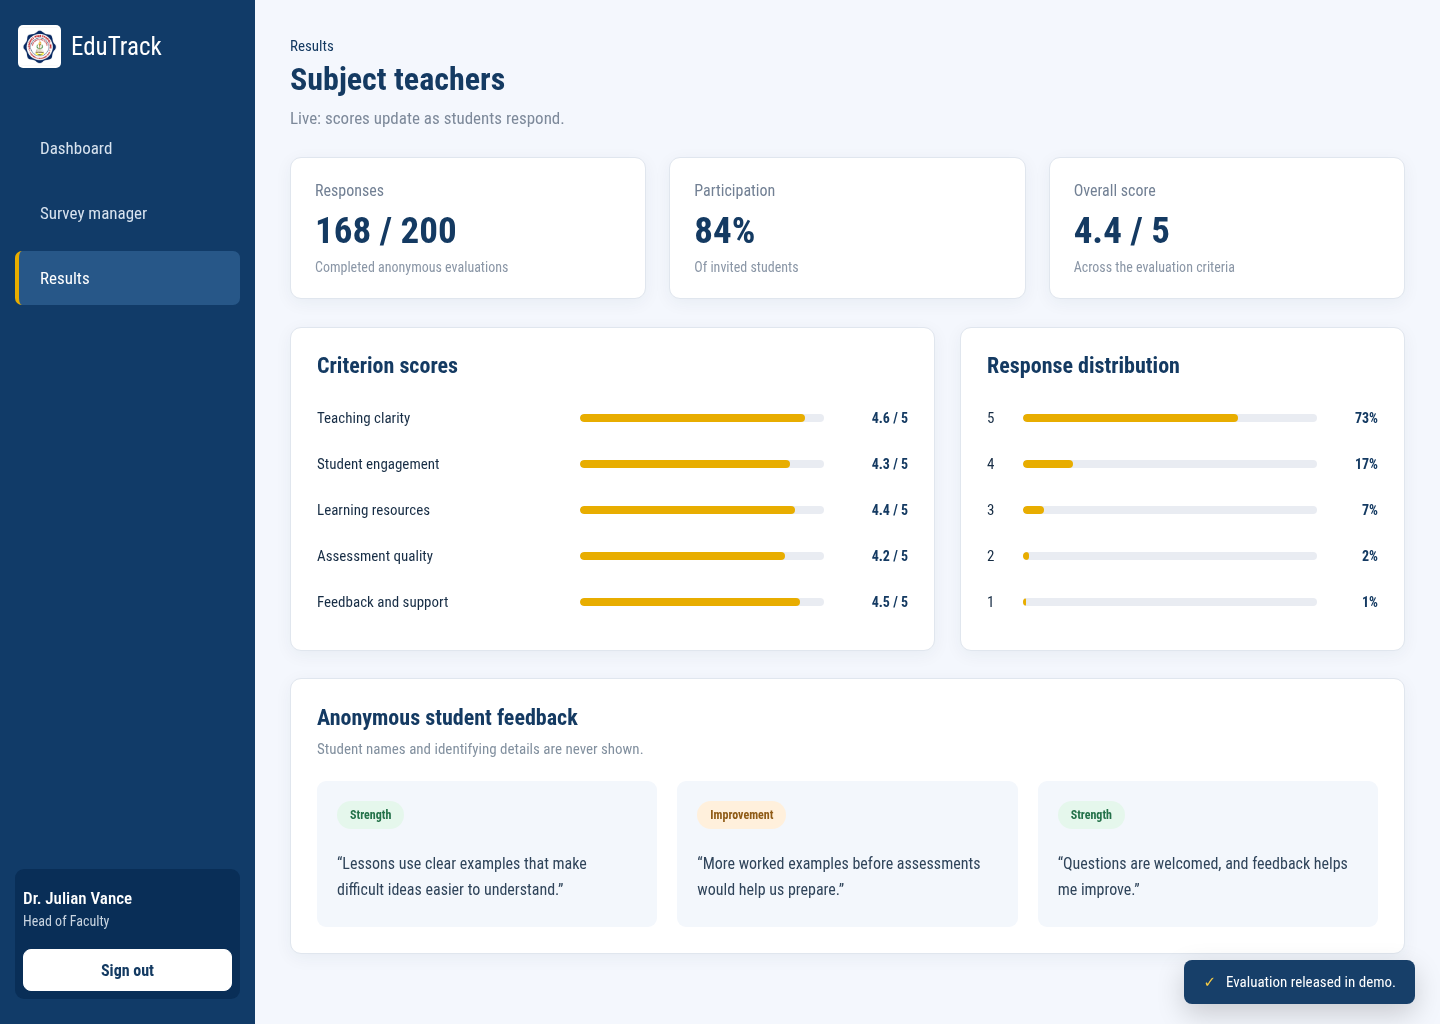 EduTrack
Dashboard
Survey manager
Results
Dr. Julian Vance
Head of Faculty
Sign out
Results
Subject teachers
Live: scores update as students respond.
Responses
168 / 200
Completed anonymous evaluations
Participation
84%
Of invited students
Overall score
4.4 / 5
Across the evaluation criteria
Criterion scores
Teaching clarity 4.6 / 5
Student engagement 4.3 / 5
Learning resources 4.4 / 5
Assessment quality 4.2 / 5
Feedback and support 4.5 / 5
Response distribution
5 73%
4 17%
3 7%
2 2%
1 1%
Anonymous student feedback
Student names and identifying details are never shown.
Strength
“Lessons use clear examples that make
difficult ideas easier to understand.”
Improvement
“More worked examples before assessments
would help us prepare.”
Strength
“Questions are welcomed, and feedback helps
me improve.”
✓ Evaluation released in demo.